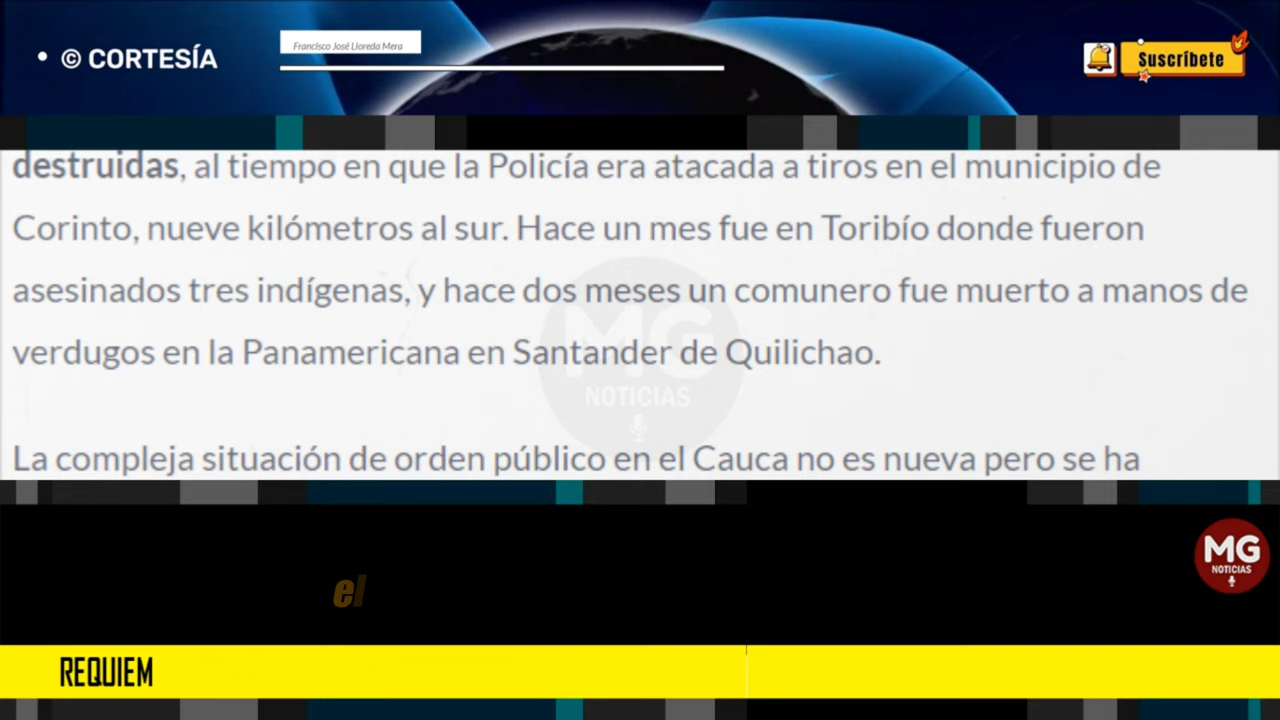 • © CORTESÍA
Francisco José Lloreda Mera
Suscríbete
destruidas, al tiempo en que la Policía era atacada a tiros en el municipio de
Corinto, nueve kilómetros al sur. Hace un mes fue en Toribío donde fueron
asesinados tres indígenas, y hace dos meses un comunero fue muerto a manos de
verdugos en la Panamericana en Santander de Quilichao.
MG
NOTICIAS
La compleja situación de orden público en el Cauca no es nueva pero se ha
MG
NOTICIAS
el
REQUIEM